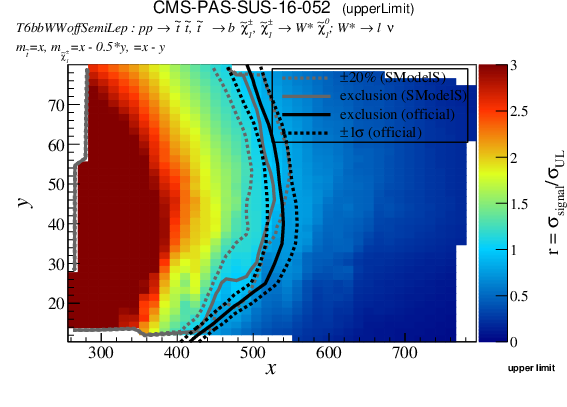 CMS-PAS-SUS-16-052 (upperLimit)
T6bbWWoffSemiLep : pp → t̃ t̃, t̃ → b χ̃₁±, χ̃₁± → W* χ̃₁⁰; W* → l ν
m_t̃=x, m_χ̃₁±=x - 0.5*y, =x - y
±20% (SModelS)
exclusion (SModelS)
exclusion (official)
±1σ (official)
70
60
50
40
30
20
y
300 400 500 600 700
x
3
2.5
2
1.5
1
0.5
0
r = σ_signal/σ_UL
upper limit